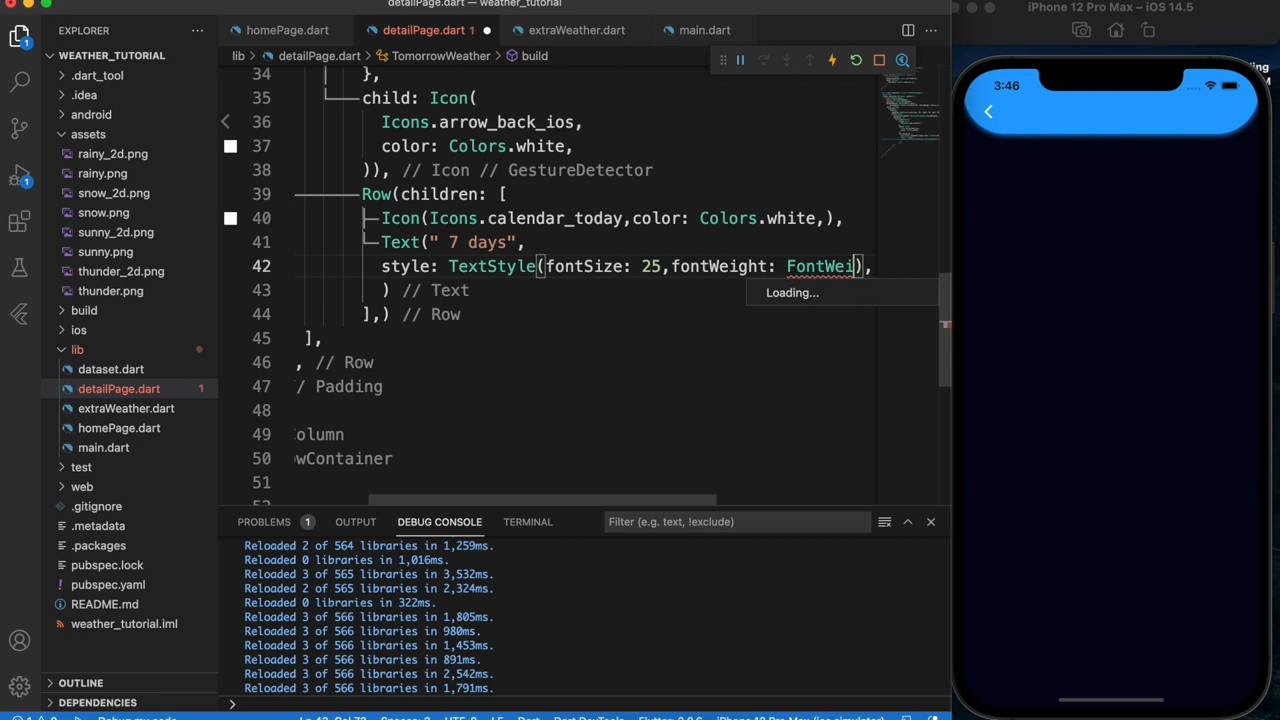 detailPage.dart — weather_tutorial
iPhone 12 Pro Max – iOS 14.5
EXPLORER
homePage.dart
detailPage.dart 1
extraWeather.dart
main.dart
WEATHER_TUTORIAL
lib > detailPage.dart > TomorrowWeather > build
.dart_tool
.idea
android
assets
rainy_2d.png
rainy.png
snow_2d.png
snow.png
sunny_2d.png
sunny.png
thunder_2d.png
thunder.png
build
ios
lib
dataset.dart
detailPage.dart 1
extraWeather.dart
homePage.dart
main.dart
test
web
.gitignore
.metadata
.packages
pubspec.lock
pubspec.yaml
README.md
weather_tutorial.iml
OUTLINE
DEPENDENCIES
1
1
34 },
35 child: Icon(
36 Icons.arrow_back_ios,
37 color: Colors.white,
38 )), // Icon // GestureDetector
39 Row(children: [
40 Icon(Icons.calendar_today,color: Colors.white,),
41 Text(" 7 days",
42 style: TextStyle(fontSize: 25,fontWeight: FontWei),
43 ) // Text
44 ],) // Row
45 ],
46 , // Row
47 / Padding
48
49 olumn
50 owContainer
51
Loading...
PROBLEMS 1 OUTPUT DEBUG CONSOLE TERMINAL
Filter (e.g. text, !exclude)
Reloaded 2 of 564 libraries in 1,259ms.
Reloaded 0 libraries in 1,016ms.
Reloaded 3 of 565 libraries in 3,532ms.
Reloaded 2 of 565 libraries in 2,324ms.
Reloaded 0 libraries in 322ms.
Reloaded 3 of 566 libraries in 1,805ms.
Reloaded 3 of 566 libraries in 980ms.
Reloaded 3 of 566 libraries in 1,453ms.
Reloaded 3 of 566 libraries in 891ms.
Reloaded 3 of 566 libraries in 2,542ms.
Reloaded 3 of 566 libraries in 1,791ms.
3:46